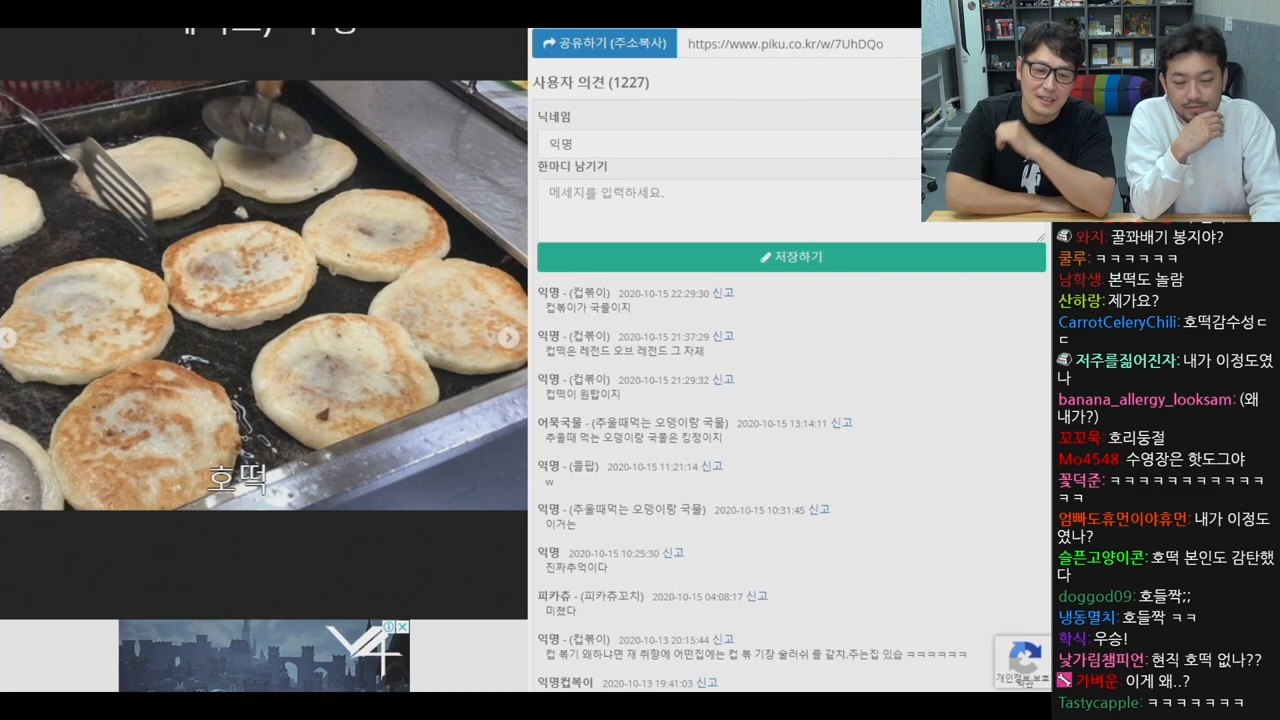 호떡
공유하기 (주소복사)
https://www.piku.co.kr/w/7UhDQo
사용자 의견 (1227)
닉네임
익명
한마디 남기기
메세지를 입력하세요.
저장하기
익명 - (컵볶이) 2020-10-15 22:29:30 신고
컵볶이가 국룰이지
익명 - (컵볶이) 2020-10-15 21:37:29 신고
컵떡은 레전드 오브 레전드 그 자체
익명 - (컵볶이) 2020-10-15 21:29:32 신고
컵떡이 원탑이지
어묵국물 - (추울때먹는 오뎅이랑 국물) 2020-10-15 13:14:11 신고
추울때 먹는 오뎅이랑 국물은 킹정이지
익명 - (콜팝) 2020-10-15 11:21:14 신고
w
익명 - (추울때먹는 오뎅이랑 국물) 2020-10-15 10:31:45 신고
이거는
익명 2020-10-15 10:25:30 신고
진짜추억이다
피카츄 - (피카츄꼬치) 2020-10-15 04:08:17 신고
미쳤다
익명 - (컵볶이) 2020-10-13 20:15:44 신고
컵 볶기 왜하냐면 재 취향에 어떤집에는 컵 볶 기장 술러쉬 를 같치.주는집 있습 ㅋㅋㅋㅋㅋㅋ
익명컵복이 2020-10-13 19:41:03 신고
V4
개인정보 보호
와지: 꿀꽈배기 봉지야?
쿨루: ㅋㅋㅋㅋㅋㅋ
남학생: 본떡도 놀람
산하랑: 제가요?
CarrotCeleryChili: 호떡감수성ㄷ
ㄷ
저주를짊어진자: 내가 이정도였
나
banana_allergy_looksam: (왜
내가?)
꼬꼬묵: 호리둥절
Mo4548: 수영장은 핫도그야
꽃덕준: ㅋㅋㅋㅋㅋㅋㅋㅋㅋㅋㅋ
ㅋㅋ
엄빠도휴먼이야휴먼: 내가 이정도
였나?
슬픈고양이콘: 호떡 본인도 감탄했
다
doggod09: 호들짝;;
냉동멸치: 호들짝 ㅋㅋ
학식: 우승!
낯가림챔피언: 현직 호떡 없나??
가벼운: 이게 왜..?
Tastycapple: ㅋㅋㅋㅋㅋㅋㅋ